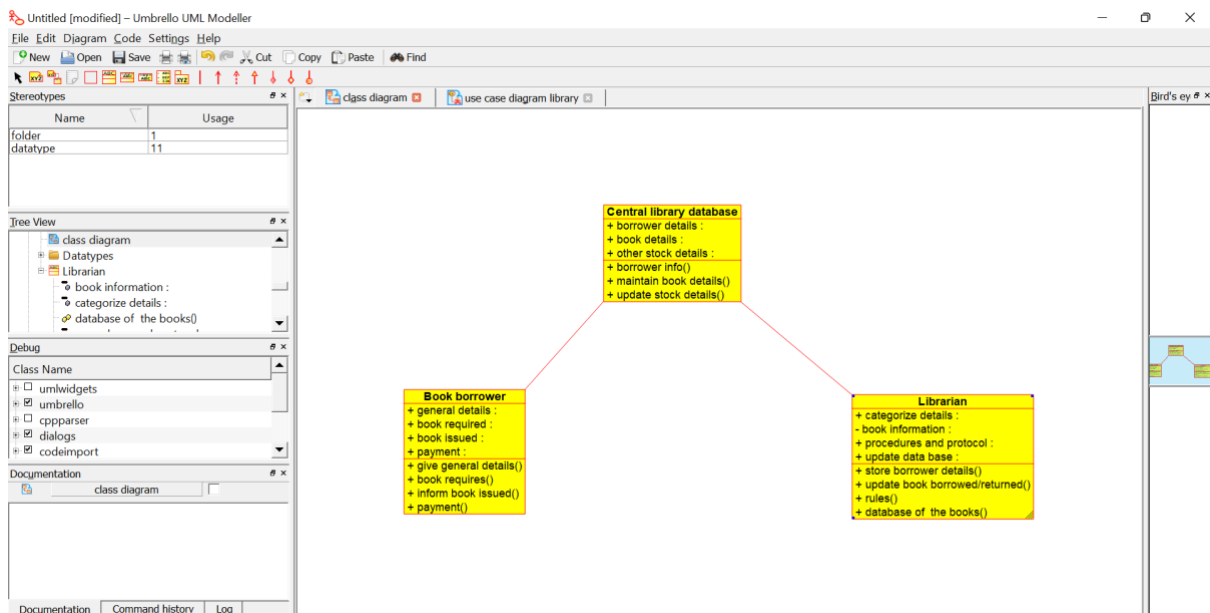 Untitled [modified] – Umbrello UML Modeller
File Edit Diagram Code Settings Help
New Open Save Cut Copy Paste Find
Stereotypes
Name Usage
folder 1
datatype 11
Tree View
class diagram
Datatypes
Librarian
book information :
categorize details :
database of the books()
Debug
Class Name
umlwidgets
umbrello
cppparser
dialogs
codeimport
Documentation
class diagram
Documentation Command history Log
class diagram use case diagram library
Central library database
+ borrower details :
+ book details :
+ other stock details :
+ borrower info()
+ maintain book details()
+ update stock details()
Book borrower
+ general details :
+ book required :
+ book issued :
+ payment :
+ give general details()
+ book requires()
+ inform book issued()
+ payment()
Librarian
+ categorize details :
- book information :
+ procedures and protocol :
+ update data base :
+ store borrower details()
+ update book borrowed/returned()
+ rules()
+ database of the books()
Bird's ey